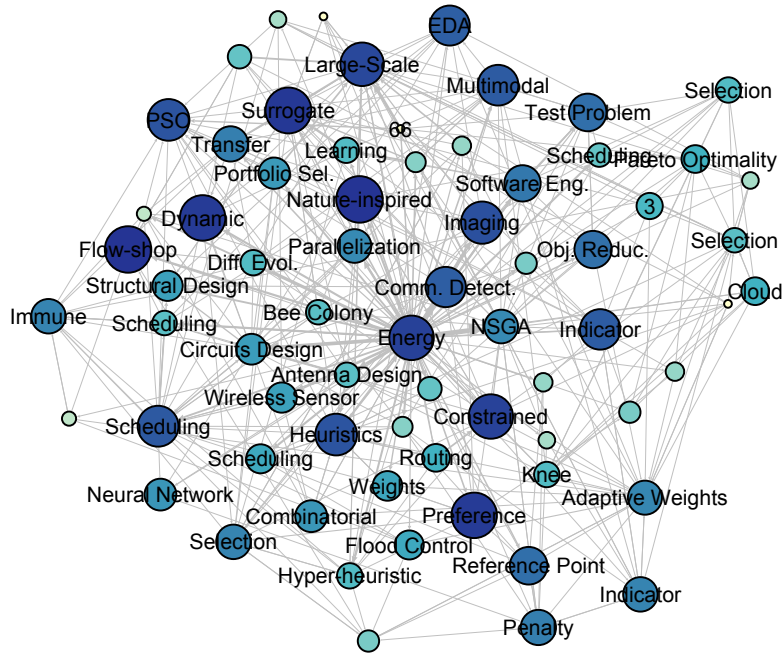 EDA
Large-Scale
Multimodal
Selection
Surrogate
PSO
66
Test Problem
Transfer
Learning
Scheduling
Pareto Optimality
Portfolio Sel.
Software Eng.
Nature-inspired
3
Dynamic
Imaging
Flow-shop
Parallelization
Obj. Reduc.
Selection
Diff. Evol.
Structural Design
Comm. Detect.
Cloud
Immune
Scheduling
Bee Colony
Energy
NSGA
Indicator
Circuits Design
Antenna Design
Wireless Sensor
Constrained
Scheduling
Heuristics
Scheduling
Routing
Weights
Knee
Neural Network
Adaptive Weights
Combinatorial
Preference
Selection
Flood Control
Hyper-heuristic
Reference Point
Indicator
Penalty